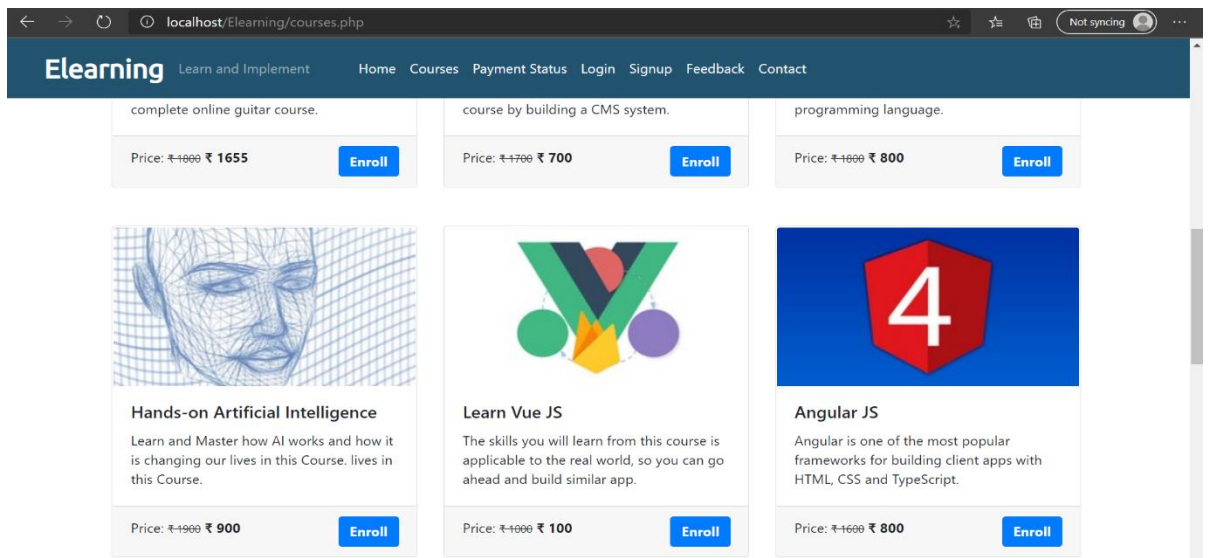 localhost/Elearning/courses.php
Not syncing
Elearning Learn and Implement Home Courses Payment Status Login Signup Feedback Contact
complete online guitar course.
Price: ₹ 1800 ₹ 1655 Enroll
course by building a CMS system.
Price: ₹ 1700 ₹ 700 Enroll
programming language.
Price: ₹ 1800 ₹ 800 Enroll
Hands-on Artificial Intelligence
Learn and Master how AI works and how it
is changing our lives in this Course. lives in
this Course.
Price: ₹ 1900 ₹ 900 Enroll
Learn Vue JS
The skills you will learn from this course is
applicable to the real world, so you can go
ahead and build similar app.
Price: ₹ 1000 ₹ 100 Enroll
4
Angular JS
Angular is one of the most popular
frameworks for building client apps with
HTML, CSS and TypeScript.
Price: ₹ 1600 ₹ 800 Enroll